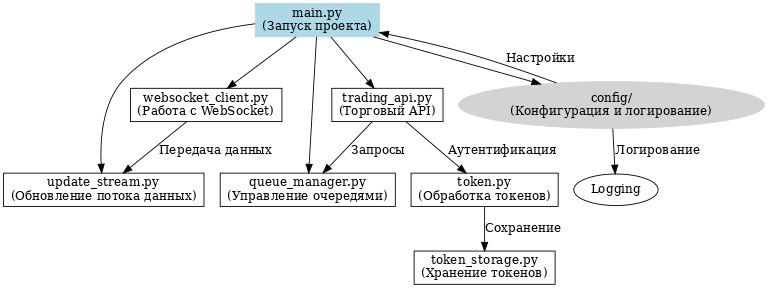 main.py
(Запуск проекта)
Настройки
websocket_client.py
(Работа с WebSocket)
trading_api.py
(Торговый API)
config/
(Конфигурация и логирование)
Передача данных
Запросы
Аутентификация
Логирование
update_stream.py
(Обновление потока данных)
queue_manager.py
(Управление очередями)
token.py
(Обработка токенов)
Logging
Сохранение
token_storage.py
(Хранение токенов)